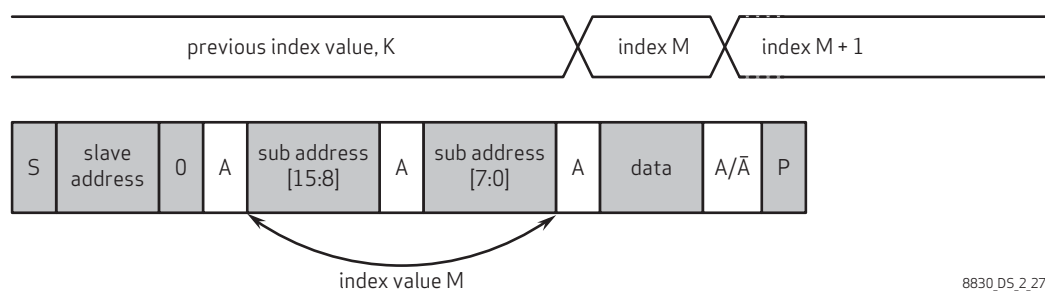 previous index value, K
index M
index M + 1
S
slave
address
0
A
sub address
[15:8]
A
sub address
[7:0]
A
data
A/Ā
P
index value M
8830_DS_2_27